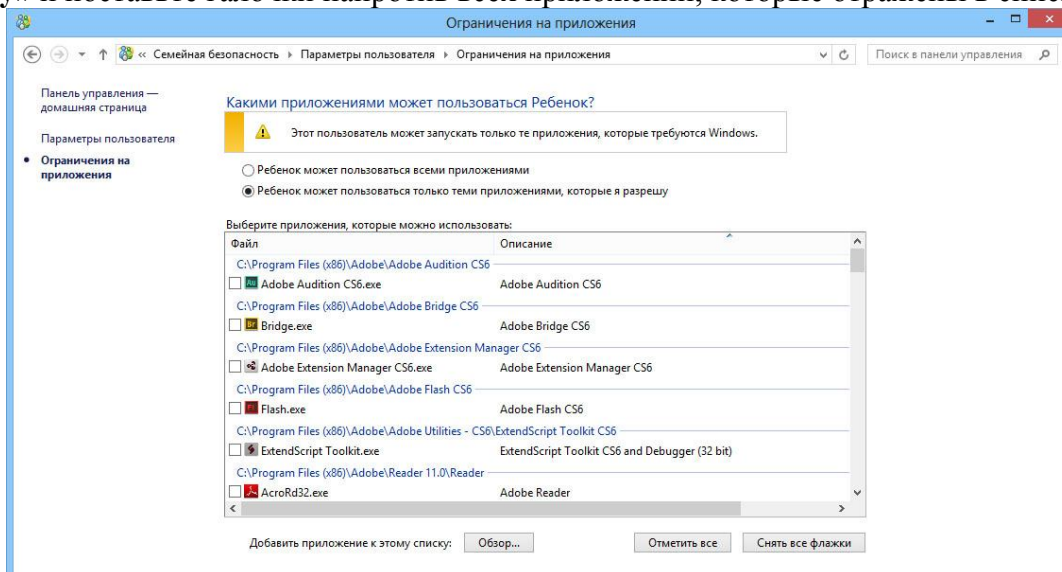 у» и поставьте галочки напротив всех приложений, которые отражены в
Ограничения на приложения
« Семейная безопасность ▸ Параметры пользователя ▸ Ограничения на приложения
Поиск в панели управления
Панель управления —
домашняя страница
Параметры пользователя
Ограничения на
приложения
Какими приложениями может пользоваться Ребенок?
Этот пользователь может запускать только те приложения, которые требуются Windows.
Ребенок может пользоваться всеми приложениями
Ребенок может пользоваться только теми приложениями, которые я разрешу
Выберите приложения, которые можно использовать:
Файл Описание
C:\Program Files (x86)\Adobe\Adobe Audition CS6
Adobe Audition CS6.exe Adobe Audition CS6
C:\Program Files (x86)\Adobe\Adobe Bridge CS6
Bridge.exe Adobe Bridge CS6
C:\Program Files (x86)\Adobe\Adobe Extension Manager CS6
Adobe Extension Manager CS6.exe Adobe Extension Manager CS6
C:\Program Files (x86)\Adobe\Adobe Flash CS6
Flash.exe Adobe Flash CS6
C:\Program Files (x86)\Adobe\Adobe Utilities - CS6\ExtendScript Toolkit CS6
ExtendScript Toolkit.exe ExtendScript Toolkit CS6 and Debugger (32 bit)
C:\Program Files (x86)\Adobe\Reader 11.0\Reader
AcroRd32.exe Adobe Reader
Добавить приложение к этому списку: Обзор... Отметить все Снять все флажки